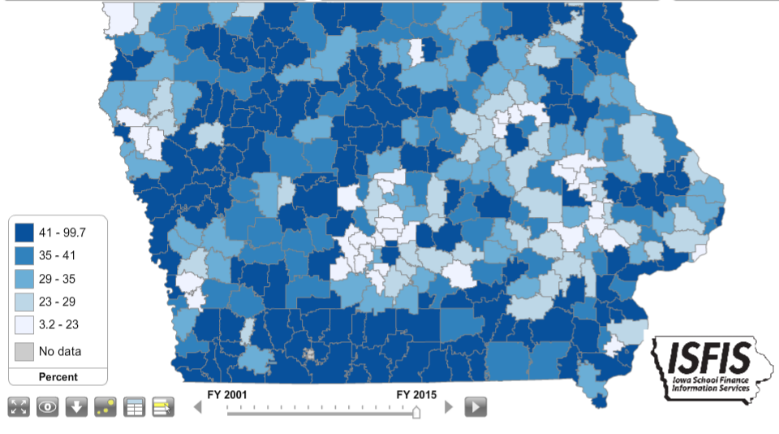 41 - 99.7
35 - 41
29 - 35
23 - 29
3.2 - 23
No data
Percent
FY 2001
FY 2015
ISFIS
Iowa School Finance
Information Services